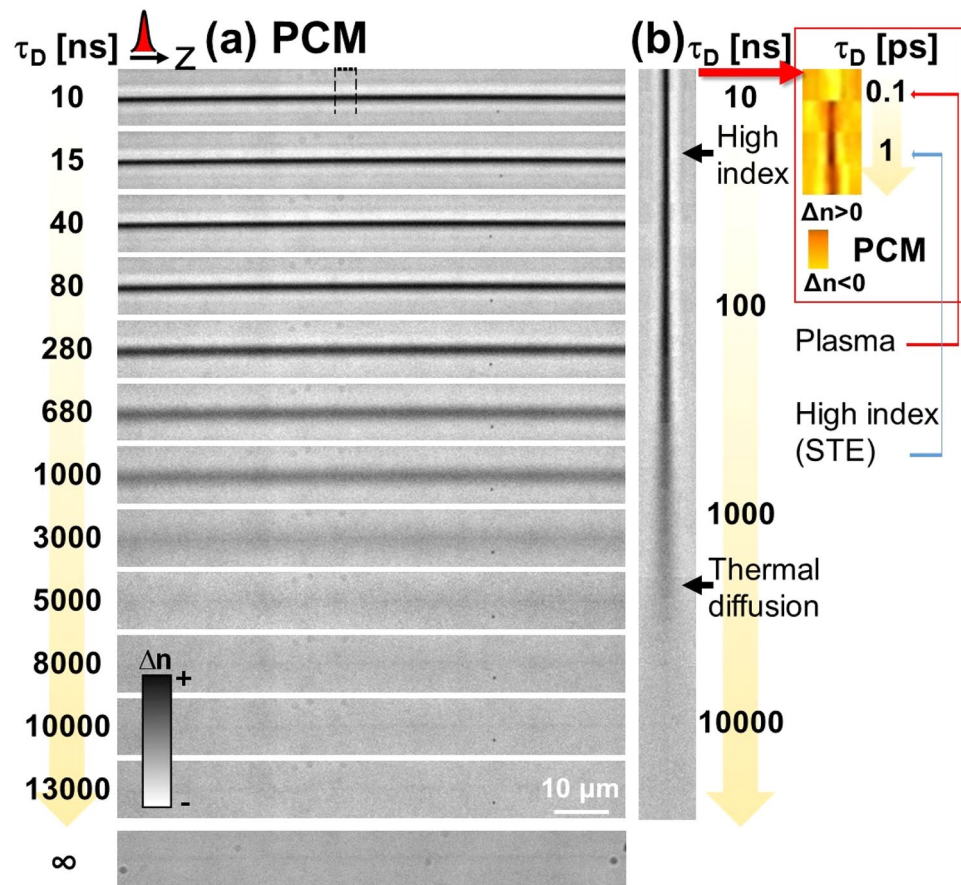 (a) PCM
τD [ns]
Z
10
15
40
80
280
680
1000
3000
5000
8000
10000
13000
∞
Δn
+
-
10 µm
(b)
τD [ns]
10
100
1000
10000
High
index
Thermal
diffusion
τD [ps]
0.1
1
Δn>0
PCM
Δn<0
Plasma
High index
(STE)